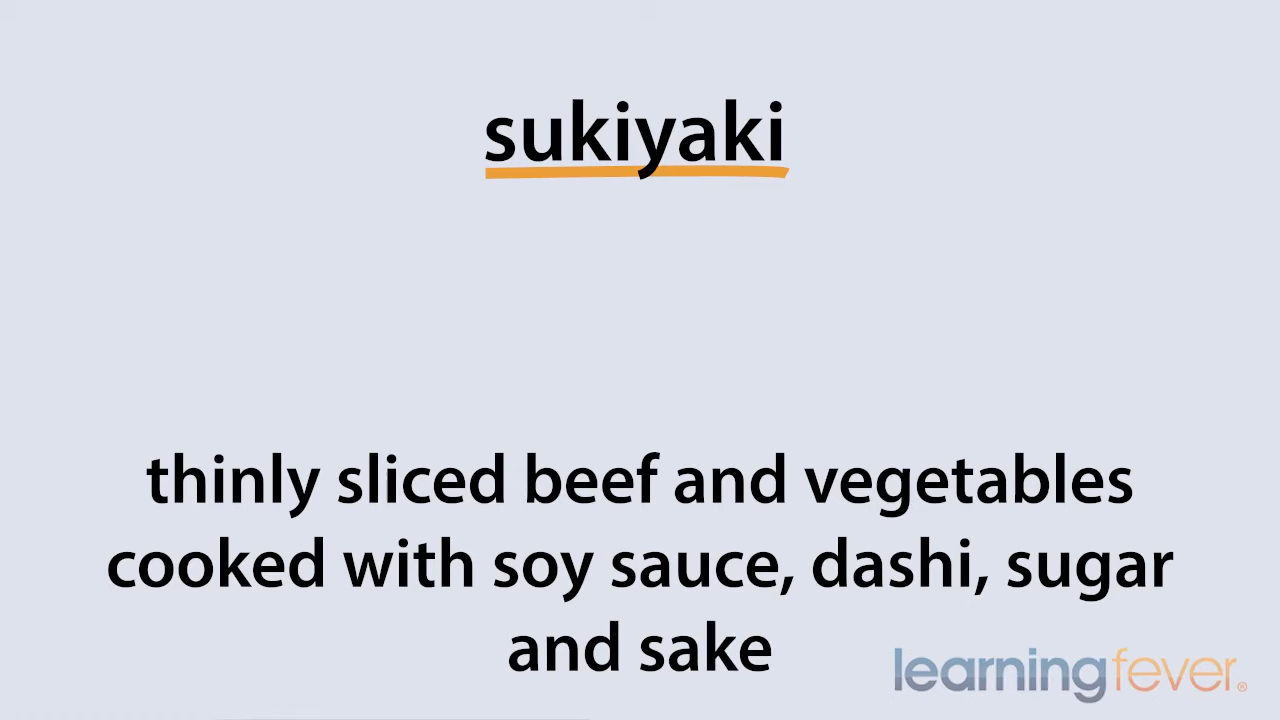 sukiyaki
thinly sliced beef and vegetables
cooked with soy sauce, dashi, sugar
and sake
learningfever®